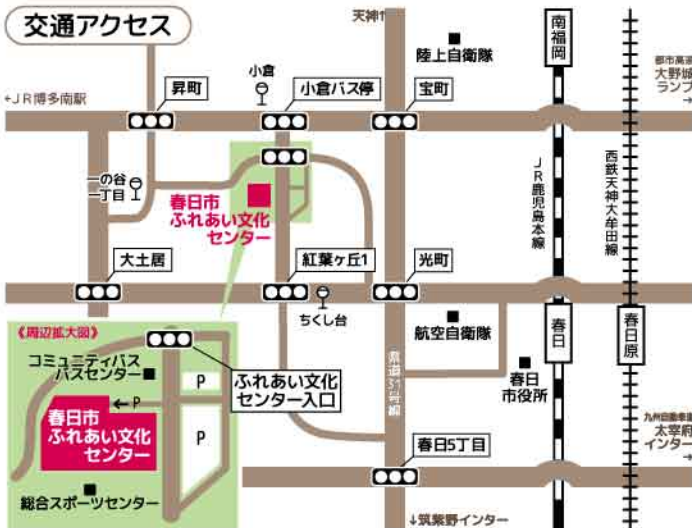 交通アクセス
天神↑
南福岡
陸上自衛隊
都市高速
大野城
ランプ
→
小倉
昇町
小倉バス停
宝町
←JR博多南駅
一の谷
一丁目
春日市
ふれあい文化
センター
JR鹿児島本線
西鉄天神大牟田線
大土居
紅葉ヶ丘1
光町
ちくし台
航空自衛隊
春日
春日原
県道31号線
春日
市役所
《周辺拡大図》
コミュニティバス
バスセンター
P
ふれあい文化
センター入口
←P
春日市
ふれあい文化
センター
P
総合スポーツセンター
春日5丁目
九州自動車道
太宰府
インター
→
↓筑紫野インター